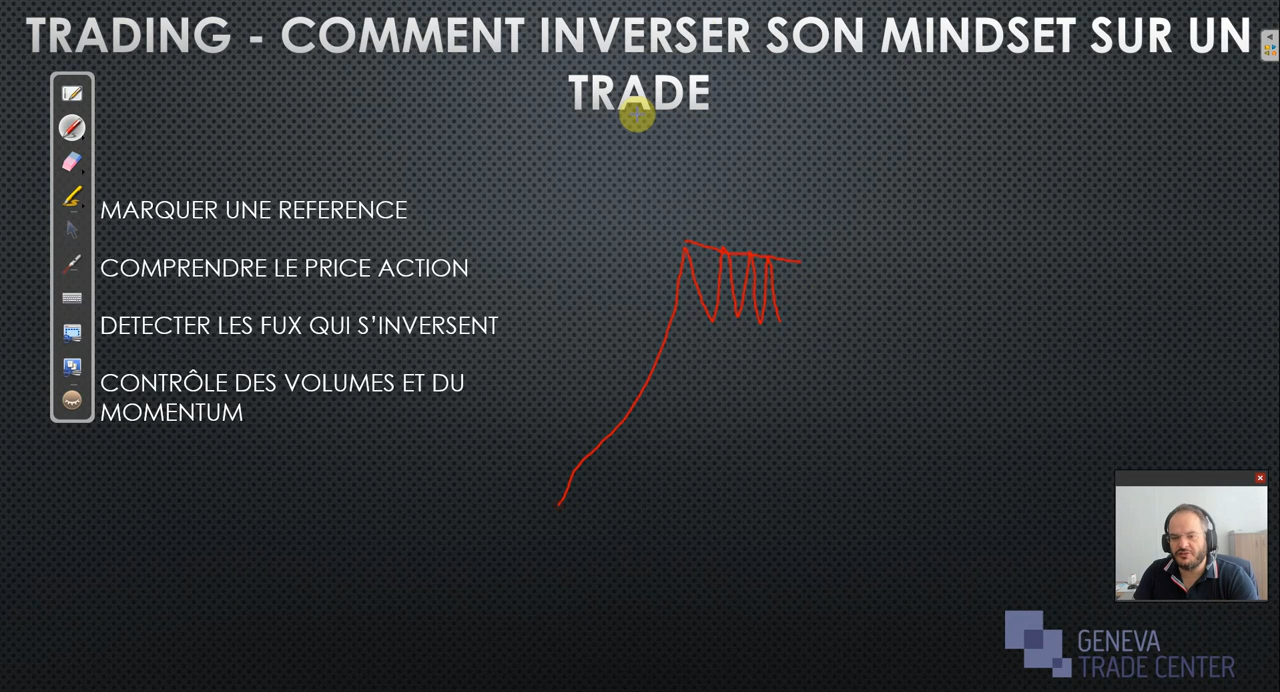 TRADING - COMMENT INVERSER SON MINDSET SUR UN
TRADE
MARQUER UNE REFERENCE
COMPRENDRE LE PRICE ACTION
DETECTER LES FUX QUI S’INVERSENT
CONTRÔLE DES VOLUMES ET DU
MOMENTUM
GENEVA
TRADE CENTER